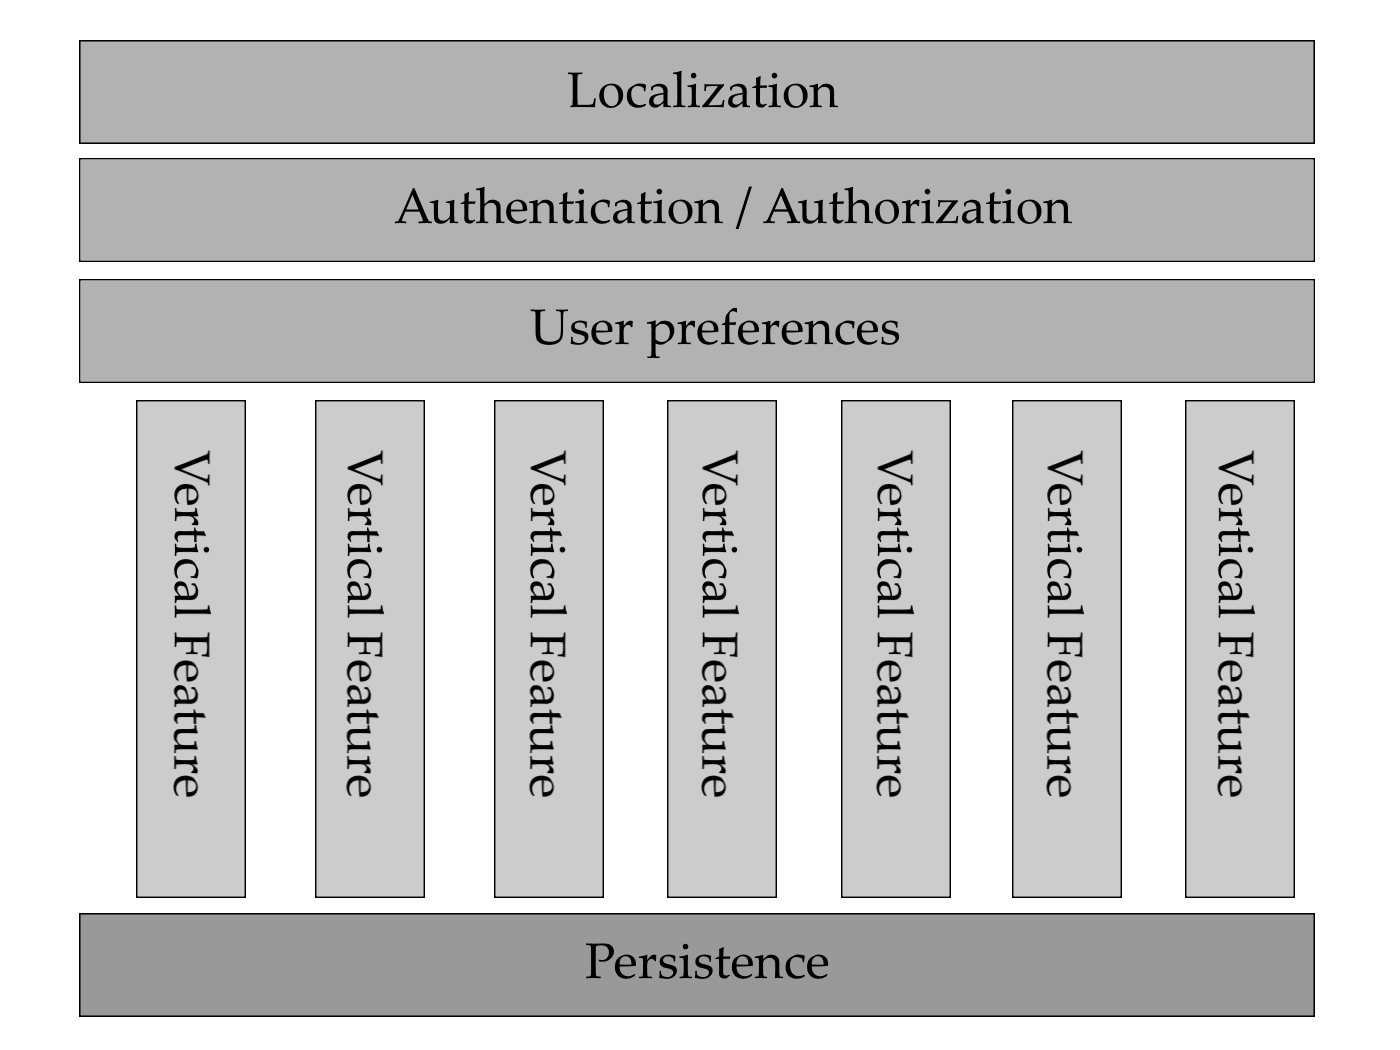 Localization
Authentication / Authorization
User preferences
Vertical Feature
Vertical Feature
Vertical Feature
Vertical Feature
Vertical Feature
Vertical Feature
Vertical Feature
Persistence